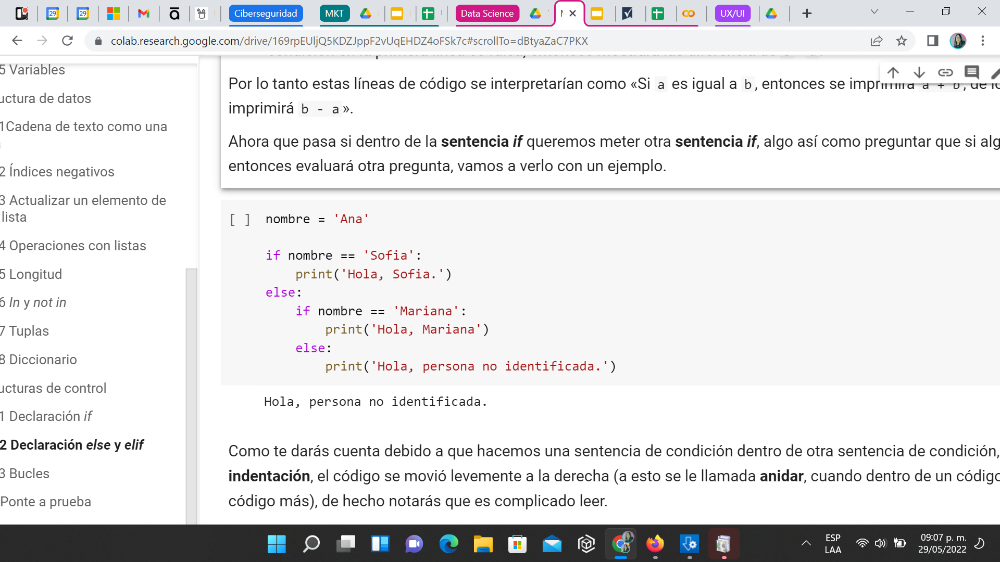 29
29
Ciberseguridad
MKT
Data Science
UX/UI
colab.research.google.com/drive/169rpEUljQ5KDZJppF2vUqEHDZ4oFSk7c#scrollTo=dBtyaZaC7PKX
5 Variables
uctura de datos
1Cadena de texto como una
2 Índices negativos
3 Actualizar un elemento de
lista
4 Operaciones con listas
5 Longitud
6 In y not in
7 Tuplas
8 Diccionario
ucturas de control
1 Declaración if
2 Declaración else y elif
3 Bucles
Ponte a prueba
Por lo tanto estas líneas de código se interpretarían como «Si a es igual a b, entonces se imprimirá a + b, de lo
imprimirá b - a».
Ahora que pasa si dentro de la sentencia if queremos meter otra sentencia if, algo así como preguntar que si alg
entonces evaluará otra pregunta, vamos a verlo con un ejemplo.
[ ] nombre = 'Ana'
if nombre == 'Sofia':
print('Hola, Sofia.')
else:
if nombre == 'Mariana':
print('Hola, Mariana')
else:
print('Hola, persona no identificada.')
Hola, persona no identificada.
Como te darás cuenta debido a que hacemos una sentencia de condición dentro de otra sentencia de condición,
indentación, el código se movió levemente a la derecha (a esto se le llamada anidar, cuando dentro de un código
código más), de hecho notarás que es complicado leer.
ESP
LAA
09:07 p. m.
29/05/2022